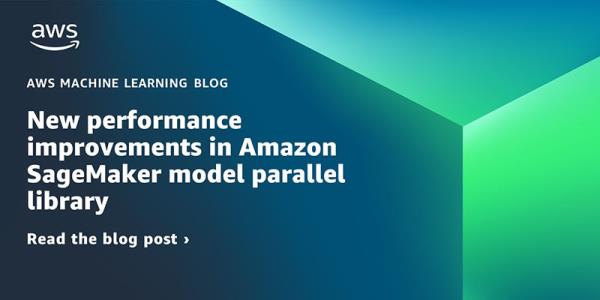 aws
AWS MACHINE LEARNING BLOG
New performance
improvements in Amazon
SageMaker model parallel
library
Read the blog post ›